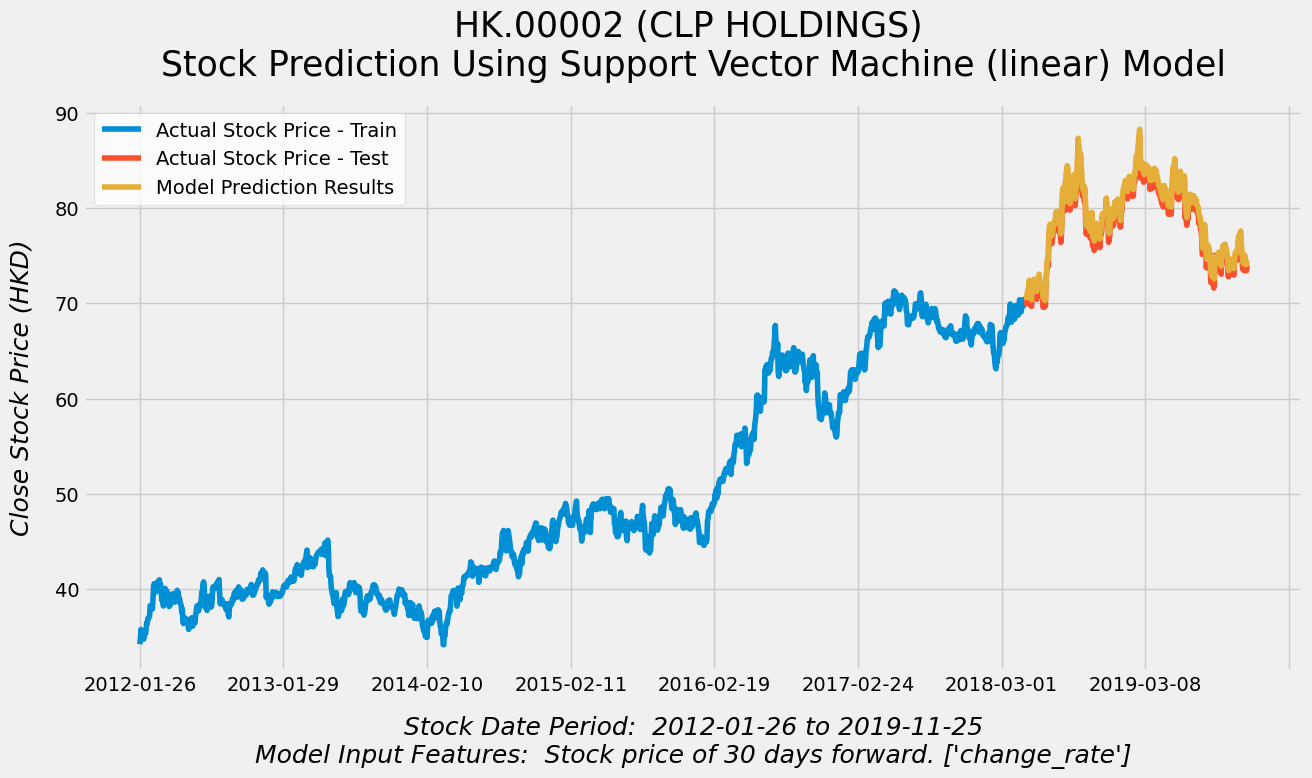 HK.00002 (CLP HOLDINGS)
Stock Prediction Using Support Vector Machine (linear) Model
90
Actual Stock Price - Train
Actual Stock Price - Test
Model Prediction Results
80
70
60
50
40
Close Stock Price (HKD)
2012-01-26 2013-01-29 2014-02-10 2015-02-11 2016-02-19 2017-02-24 2018-03-01 2019-03-08
Stock Date Period:  2012-01-26 to 2019-11-25
Model Input Features:  Stock price of 30 days forward. ['change_rate']